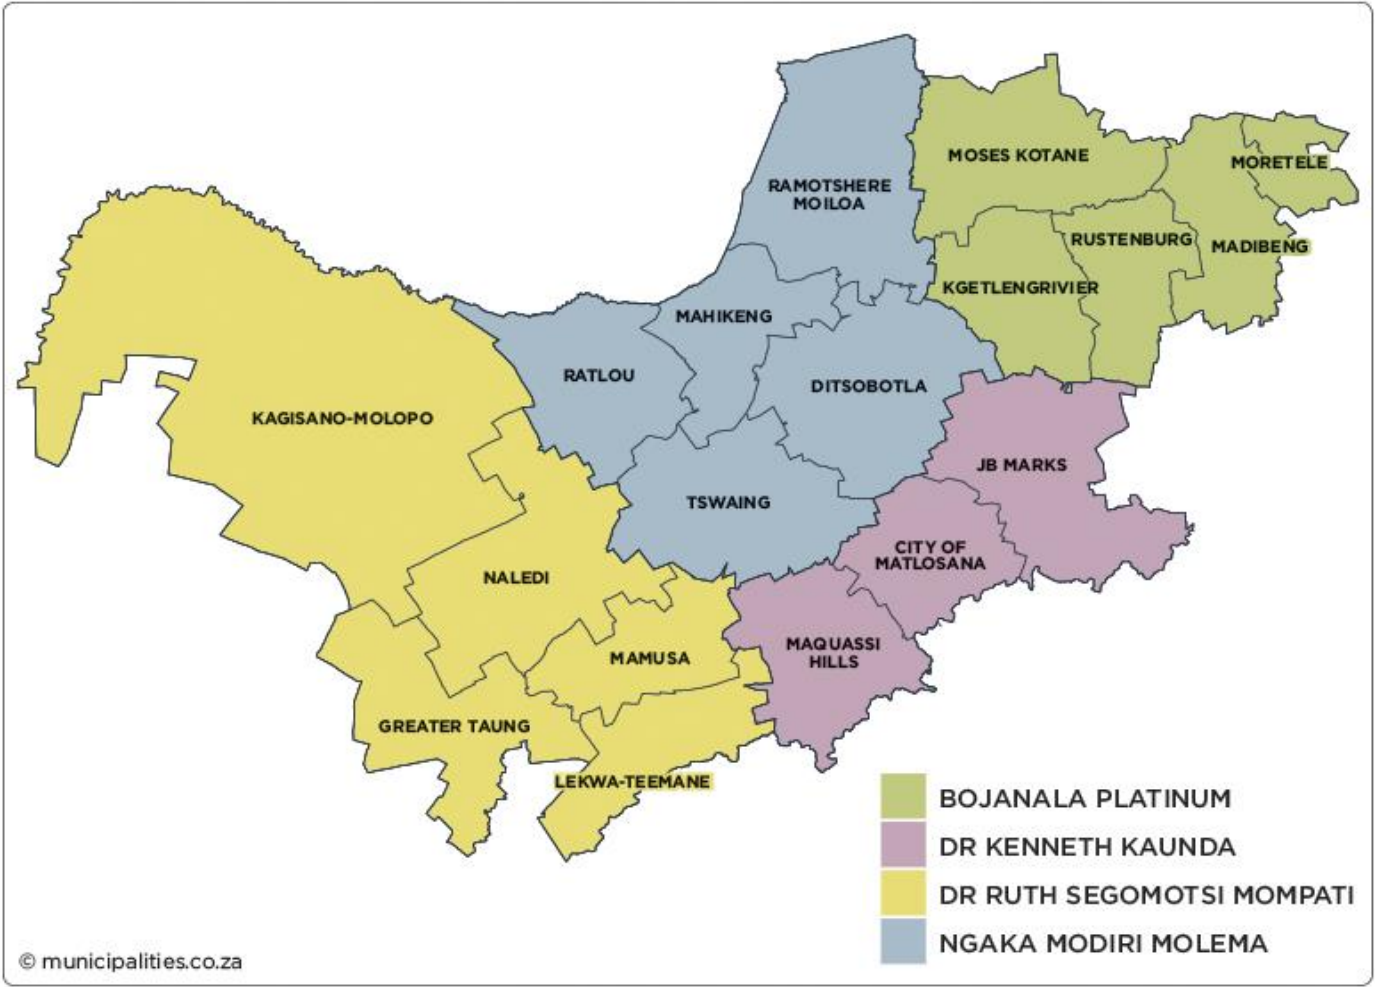 MOSES KOTANE
MORETELE
RAMOTSHERE
MOILOA
RUSTENBURG
MADIBENG
KGETLENGRIVIER
MAHIKENG
RATLOU
DITSOBOTLA
KAGISANO-MOLOPO
JB MARKS
TSWAING
CITY OF
MATLOSANA
NALEDI
MAQUASSI
HILLS
MAMUSA
GREATER TAUNG
LEKWA-TEEMANE
BOJANALA PLATINUM
DR KENNETH KAUNDA
DR RUTH SEGOMOTSI MOMPATI
NGAKA MODIRI MOLEMA
© municipalities.co.za